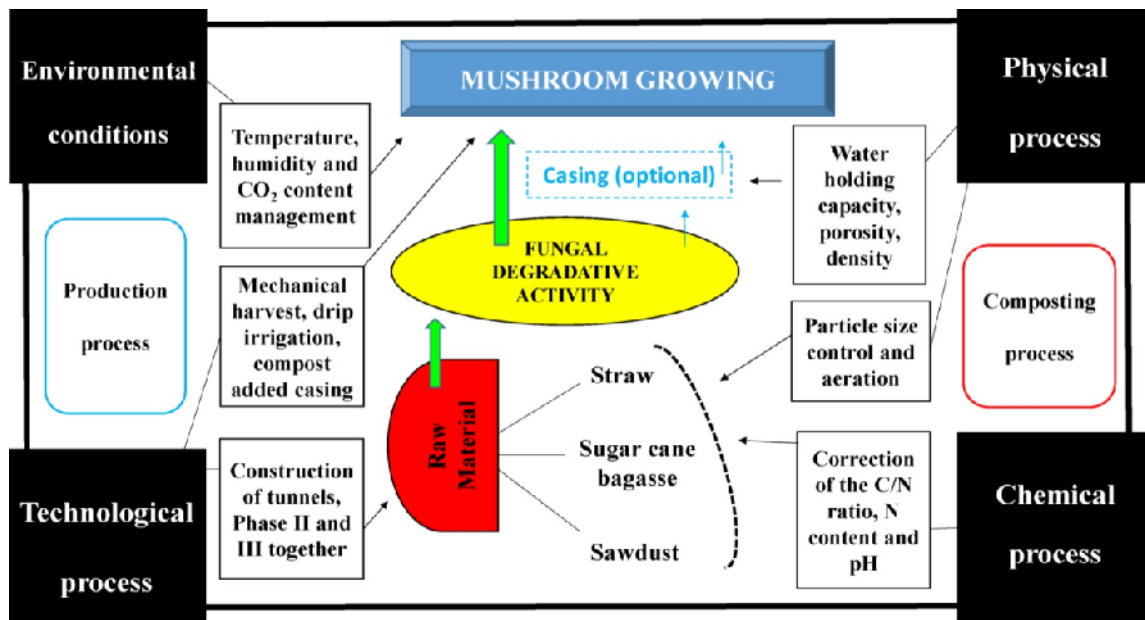 Environmental
conditions
MUSHROOM GROWING
Physical
process
Temperature,
humidity and
CO₂ content
management
Casing (optional)
Water
holding
capacity,
porosity,
density
FUNGAL
DEGRADATIVE
ACTIVITY
Production
process
Mechanical
harvest, drip
irrigation,
compost
added casing
Particle size
control and
aeration
Composting
process
Raw
Material
Straw
Sugar cane
bagasse
Sawdust
Technological
process
Construction
of tunnels,
Phase II and
III together
Correction
of the C/N
ratio, N
content and
pH
Chemical
process